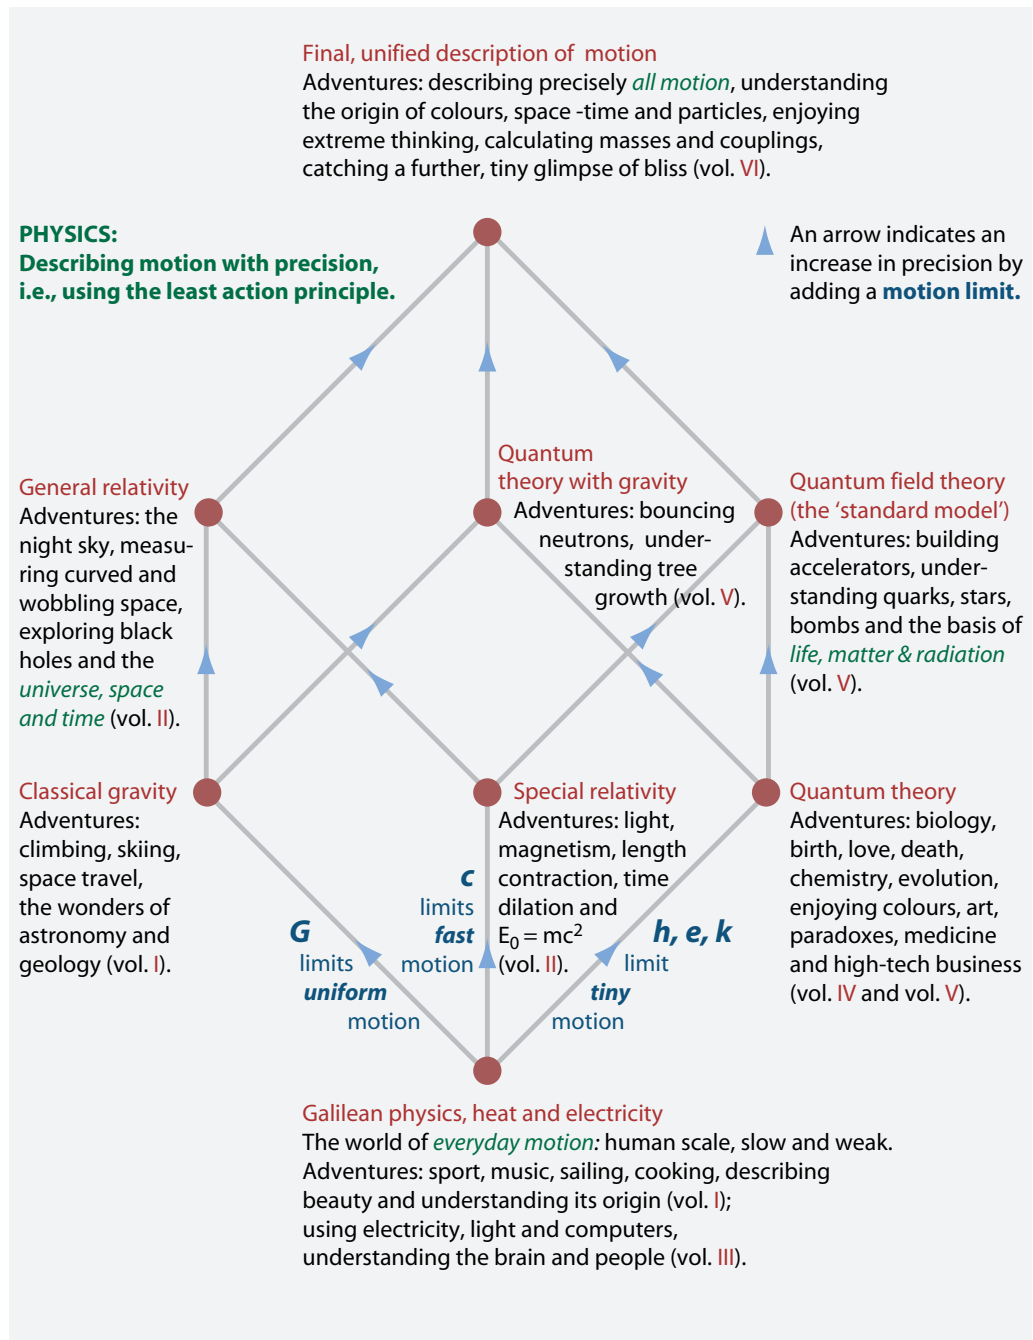 Final, unified description of motion
Adventures: describing precisely all motion, understanding
the origin of colours, space -time and particles, enjoying
extreme thinking, calculating masses and couplings,
catching a further, tiny glimpse of bliss (vol. VI).
PHYSICS:
Describing motion with precision,
i.e., using the least action principle.
An arrow indicates an
increase in precision by
adding a motion limit.
General relativity
Adventures: the
night sky, measu-
ring curved and
wobbling space,
exploring black
holes and the
universe, space
and time (vol. II).
Quantum
theory with gravity
Adventures: bouncing
neutrons, under-
standing tree
growth (vol. V).
Quantum field theory
(the ‘standard model’)
Adventures: building
accelerators, under-
standing quarks, stars,
bombs and the basis of
life, matter & radiation
(vol. V).
Classical gravity
Adventures:
climbing, skiing,
space travel,
the wonders of
astronomy and
geology (vol. I).
Special relativity
Adventures: light,
magnetism, length
contraction, time
dilation and
E₀ = mc²
(vol. II).
Quantum theory
Adventures: biology,
birth, love, death,
chemistry, evolution,
enjoying colours, art,
paradoxes, medicine
and high-tech business
(vol. IV and vol. V).
G
limits
uniform
motion
c
limits
fast
motion
h, e, k
limit
tiny
motion
Galilean physics, heat and electricity
The world of everyday motion: human scale, slow and weak.
Adventures: sport, music, sailing, cooking, describing
beauty and understanding its origin (vol. I);
using electricity, light and computers,
understanding the brain and people (vol. III).